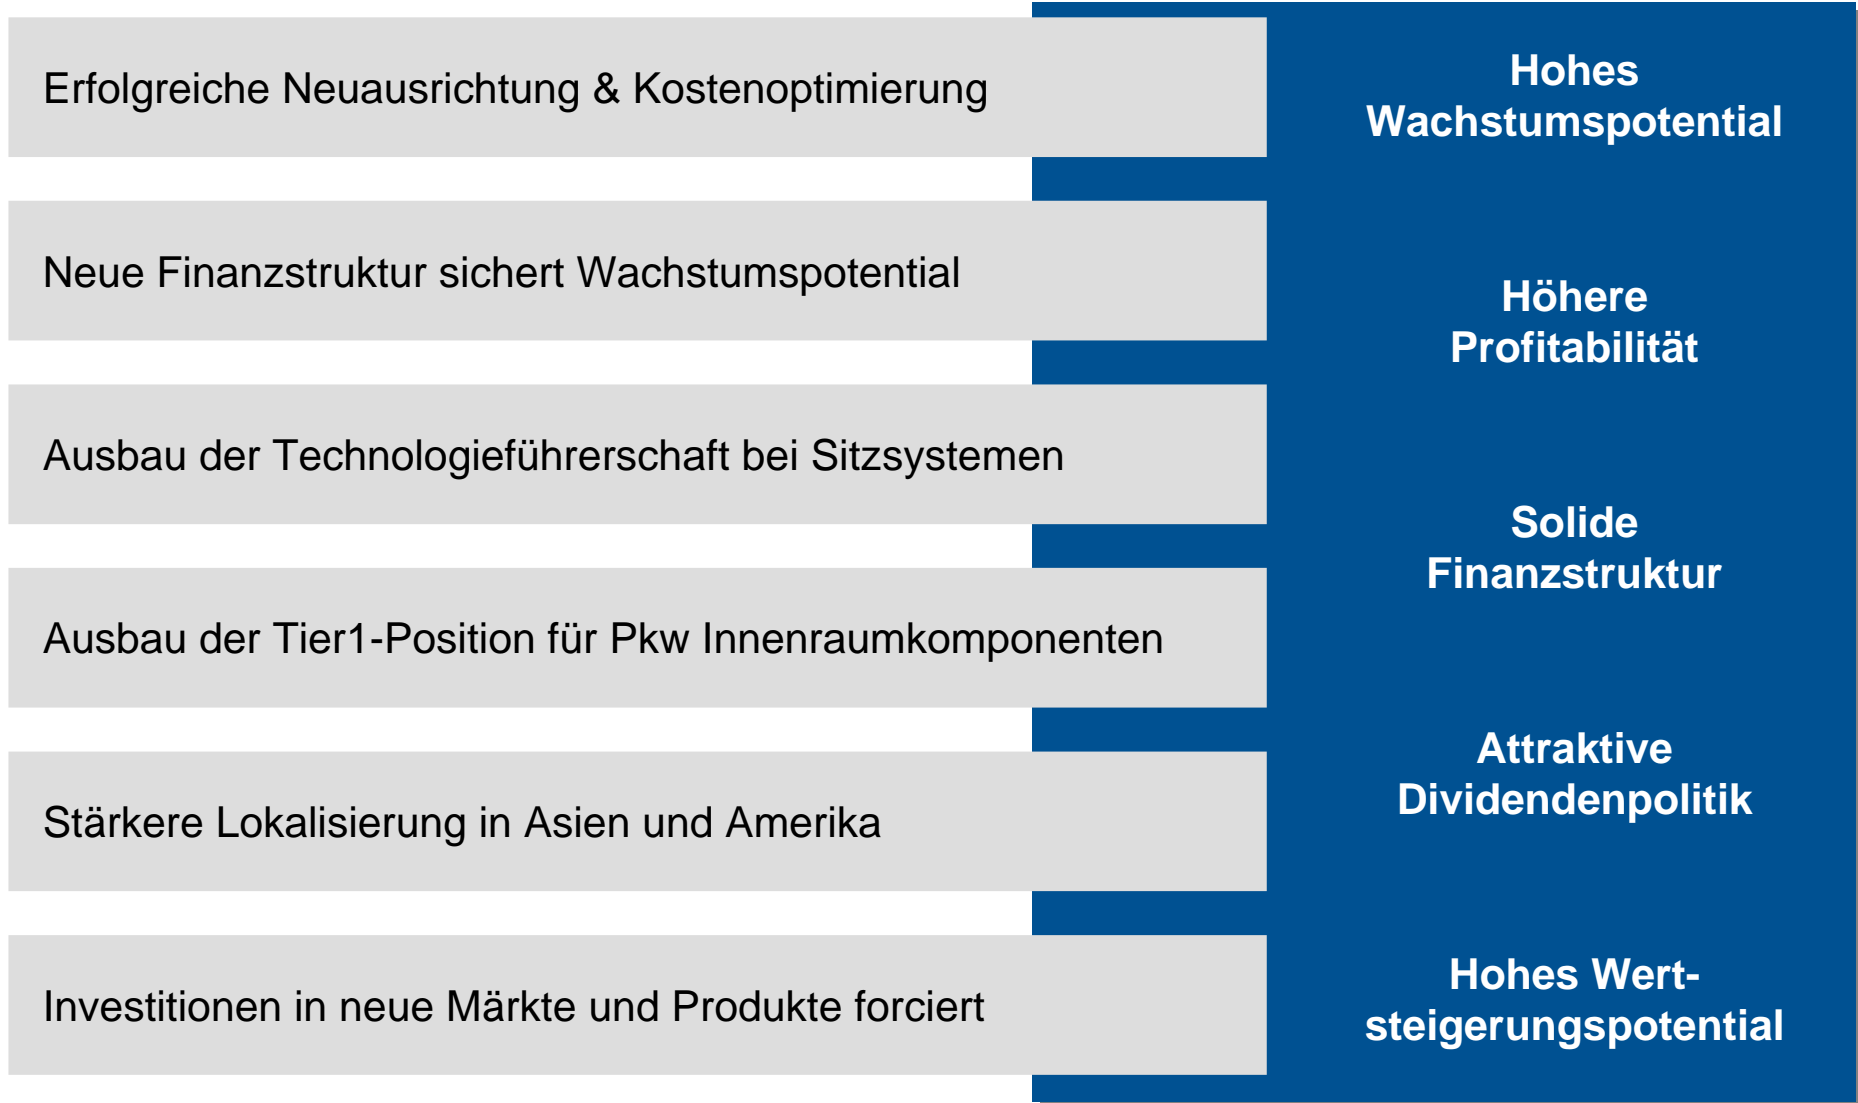 Erfolgreiche Neuausrichtung & Kostenoptimierung
Neue Finanzstruktur sichert Wachstumspotential
Ausbau der Technologieführerschaft bei Sitzsystemen
Ausbau der Tier1-Position für Pkw Innenraumkomponenten
Stärkere Lokalisierung in Asien und Amerika
Investitionen in neue Märkte und Produkte forciert
Hohes
Wachstumspotential
Höhere
Profitabilität
Solide
Finanzstruktur
Attraktive
Dividendenpolitik
Hohes Wert-
steigerungspotential